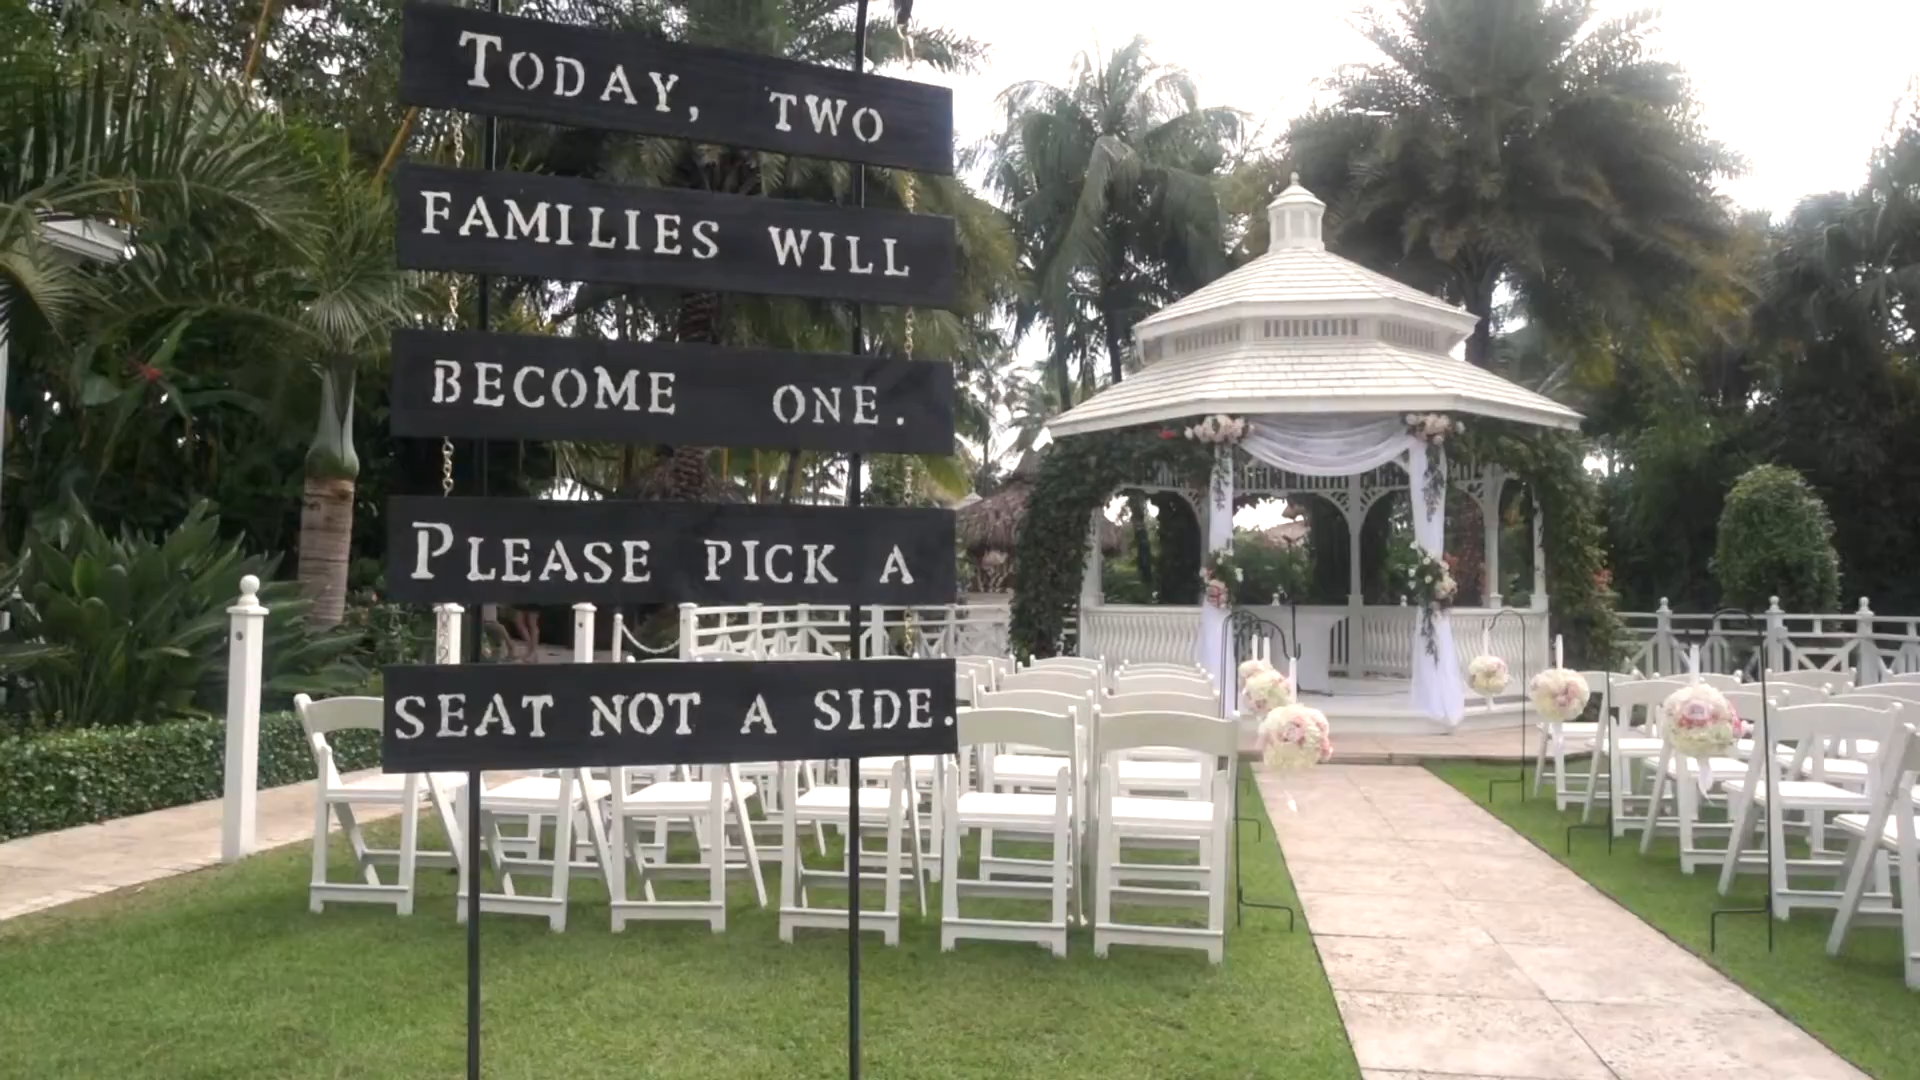 Today, two
families will
become one.
Please pick a
seat not a side.